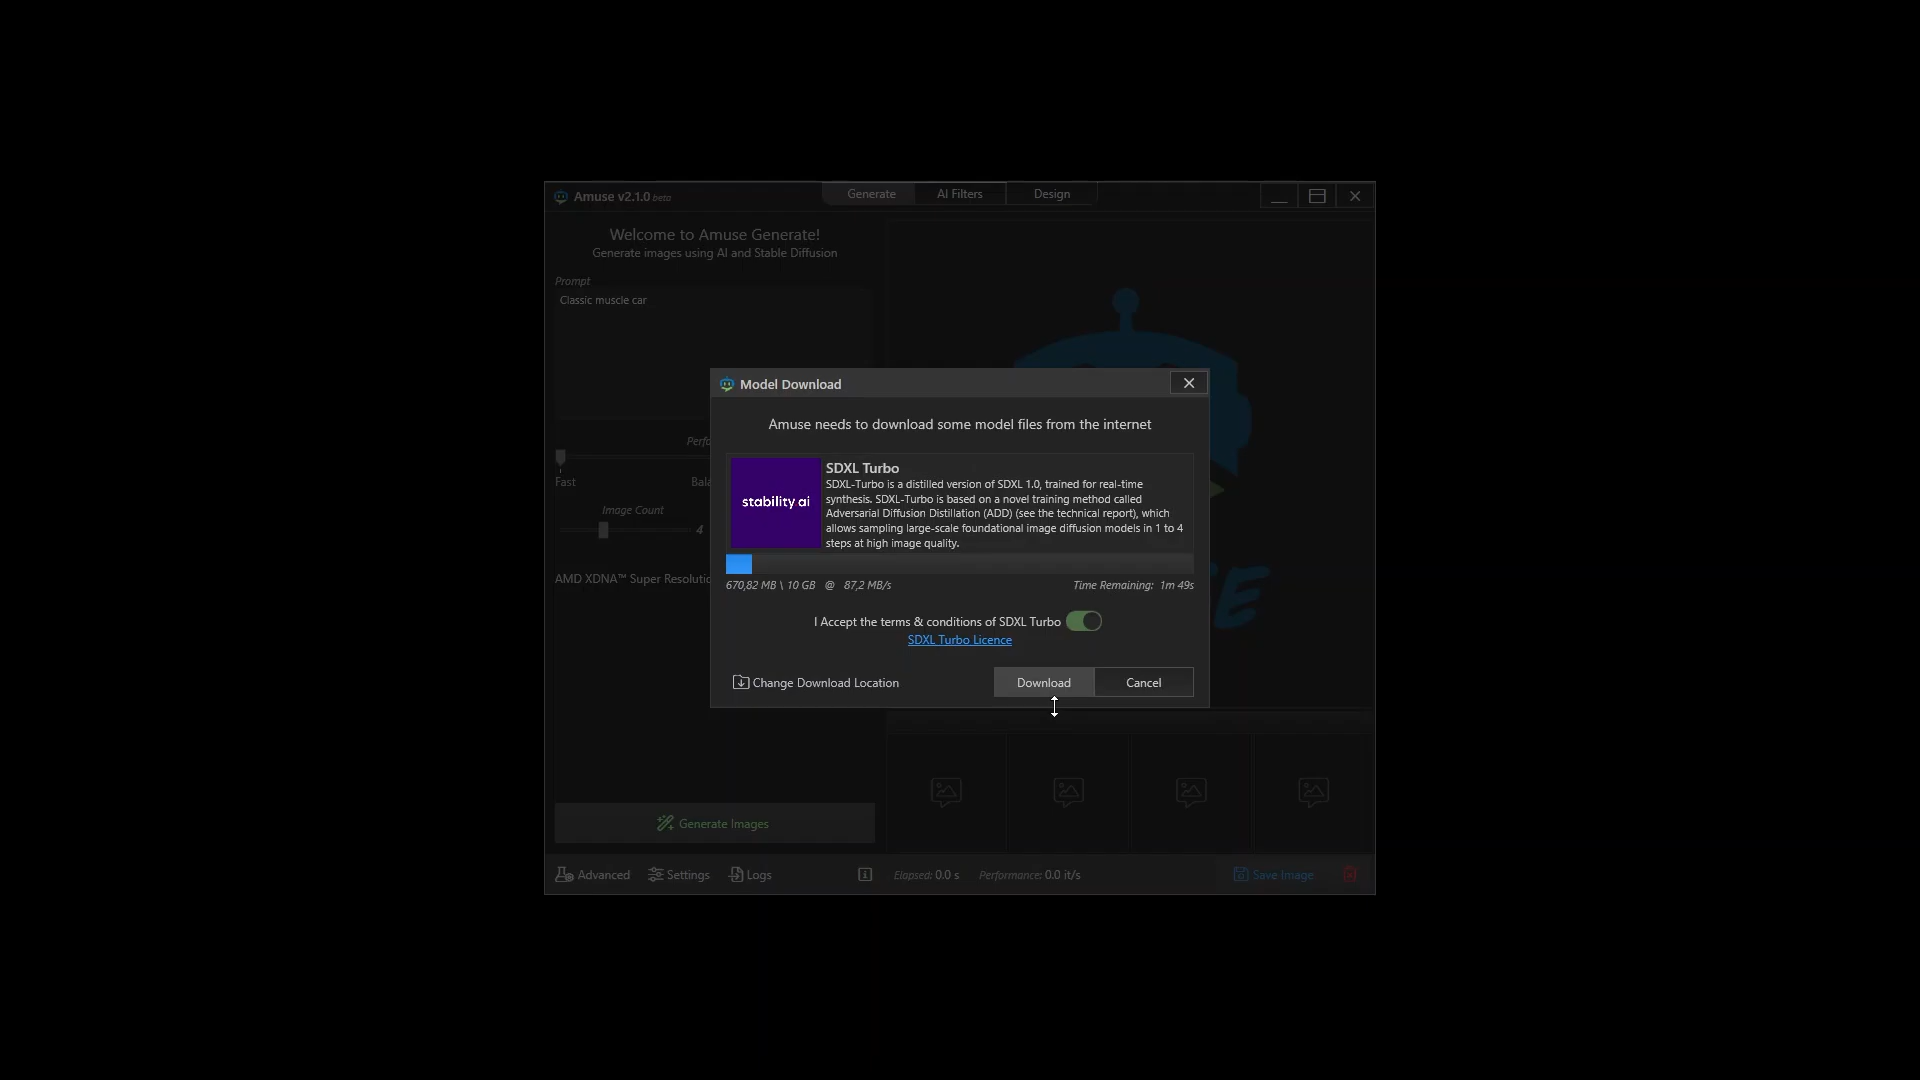 Amuse v2.1.0 beta
Generate
AI Filters
Design
Welcome to Amuse Generate!
Generate images using AI and Stable Diffusion
Prompt
Classic muscle car
Fast
Image Count
4
AMD XDNA™ Super
Model Download
Amuse needs to download some model files from the internet
stability ai
SDXL Turbo
SDXL-Turbo is a distilled version of SDXL 1.0, trained for real-time
synthesis. SDXL-Turbo is based on a novel training method called
Adversarial Diffusion Distillation (ADD) (see the technical report), which
allows sampling large-scale foundational image diffusion models in 1 to 4
steps at high image quality.
670,82 MB \ 10 GB @ 87,2 MB/s
Time Remaining: 1m 49s
I Accept the terms & conditions of SDXL Turbo
SDXL Turbo Licence
Change Download Location
Download
Cancel
Generate Images
Advanced
Settings
Logs
Elapsed: 0.0 s
Performance: 0.0 it/s
Save Image